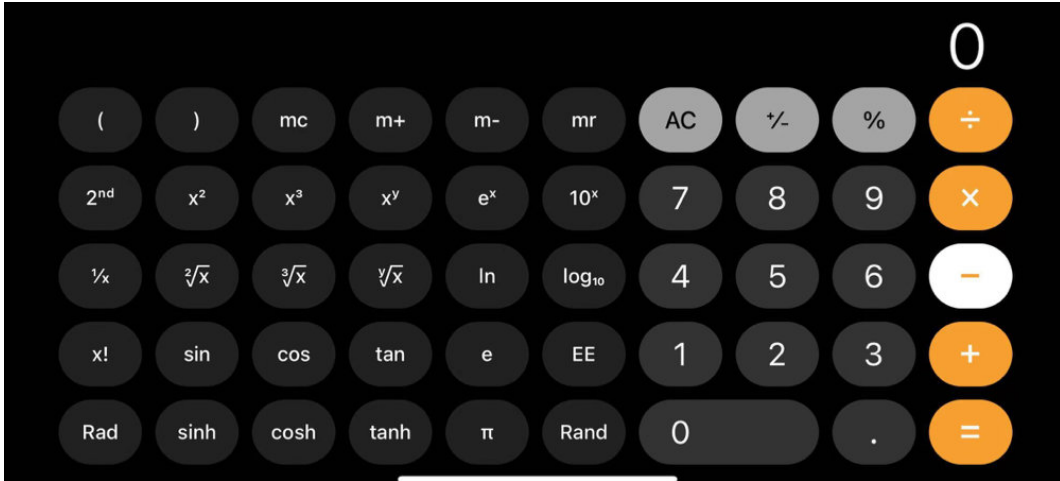 0
( ) mc m+ m- mr AC +/- % ÷
2ⁿᵈ x² x³ xʸ eˣ 10ˣ 7 8 9 ×
¹/x ²√x ³√x ʸ√x ln log₁₀ 4 5 6 −
x! sin cos tan e EE 1 2 3 +
Rad sinh cosh tanh π Rand 0 . =